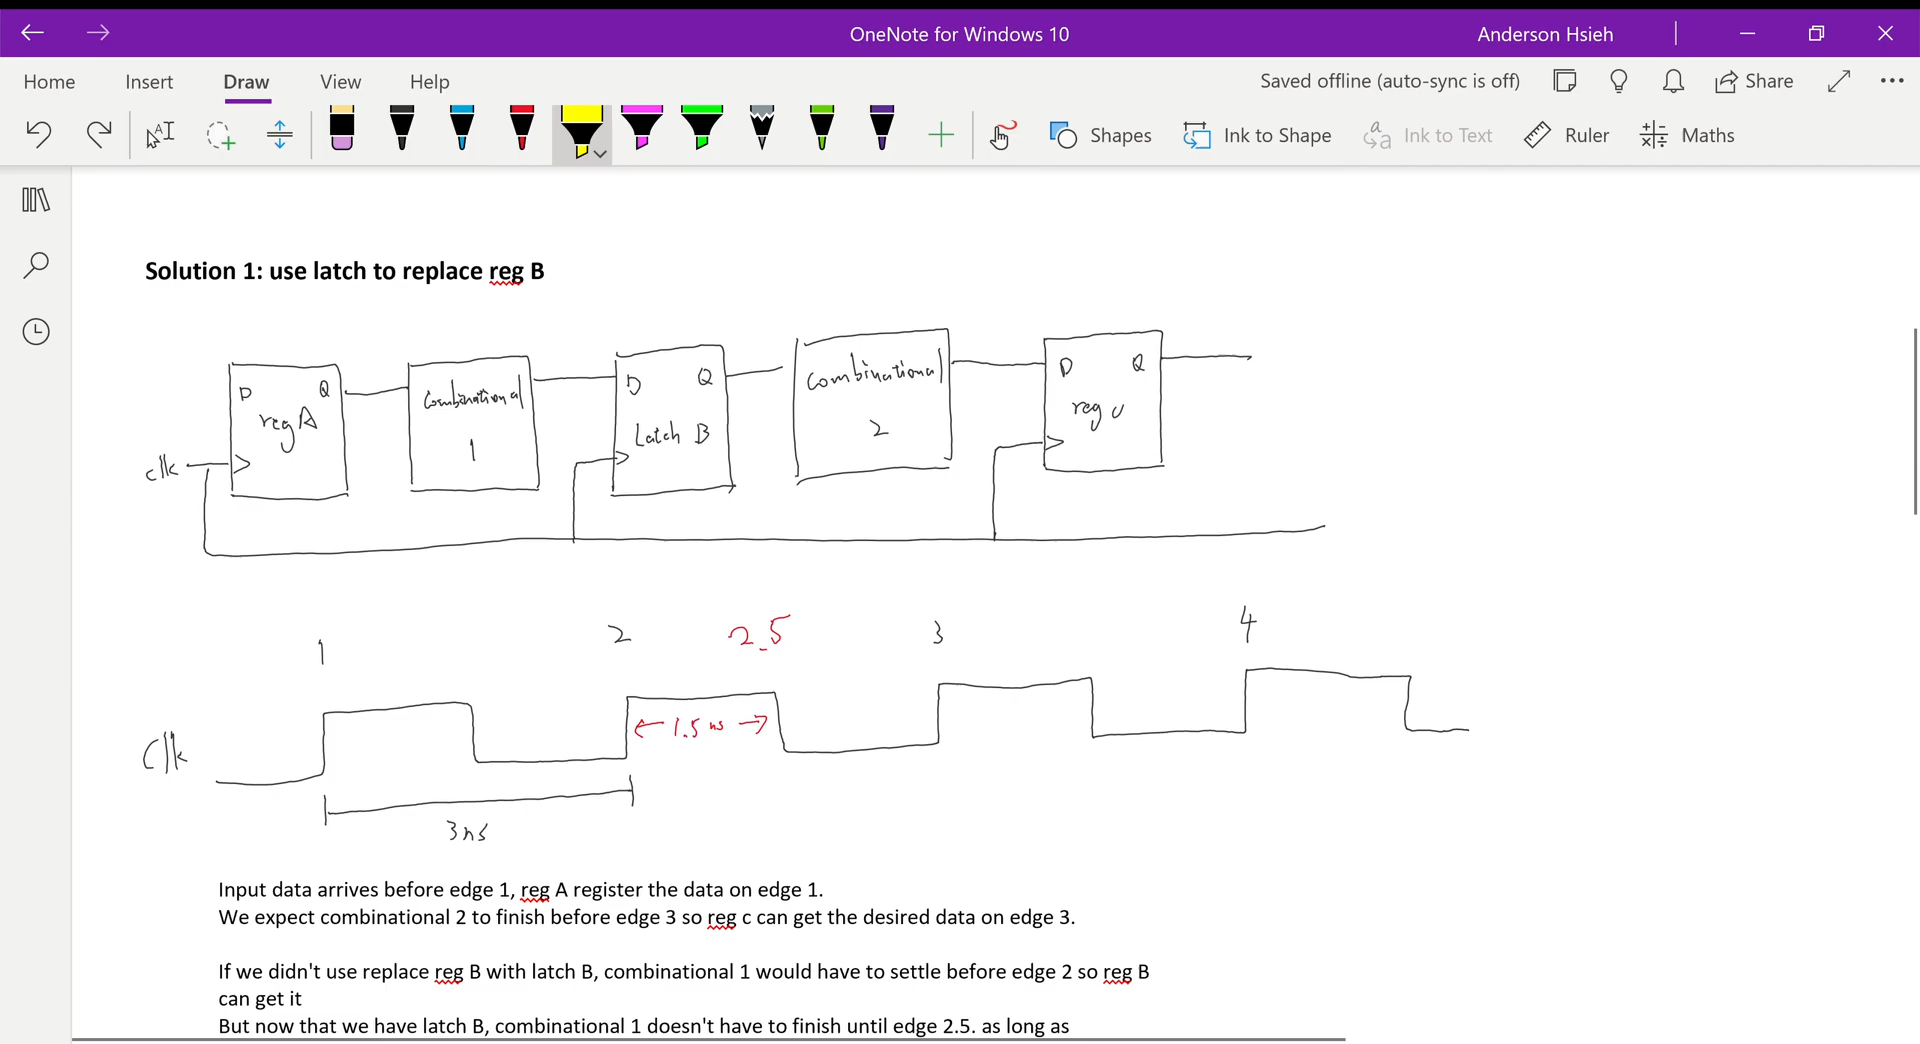 OneNote for Windows 10
Anderson Hsieh
Home Insert Draw View Help
Saved offline (auto-sync is off)
Share
Shapes
Ink to Shape
Ink to Text
Ruler
Maths
Solution 1: use latch to replace reg B
D Q
reg A
clk
Combinational
1
D Q
Latch B
Combinational
2
D Q
reg c
1 2 2.5 3 4
Clk
1.5 ns
3ns
Input data arrives before edge 1, reg A register the data on edge 1.
We expect combinational 2 to finish before edge 3 so reg c can get the desired data on edge 3.
If we didn't use replace reg B with latch B, combinational 1 would have to settle before edge 2 so reg B
can get it
But now that we have latch B, combinational 1 doesn't have to finish until edge 2.5. as long as